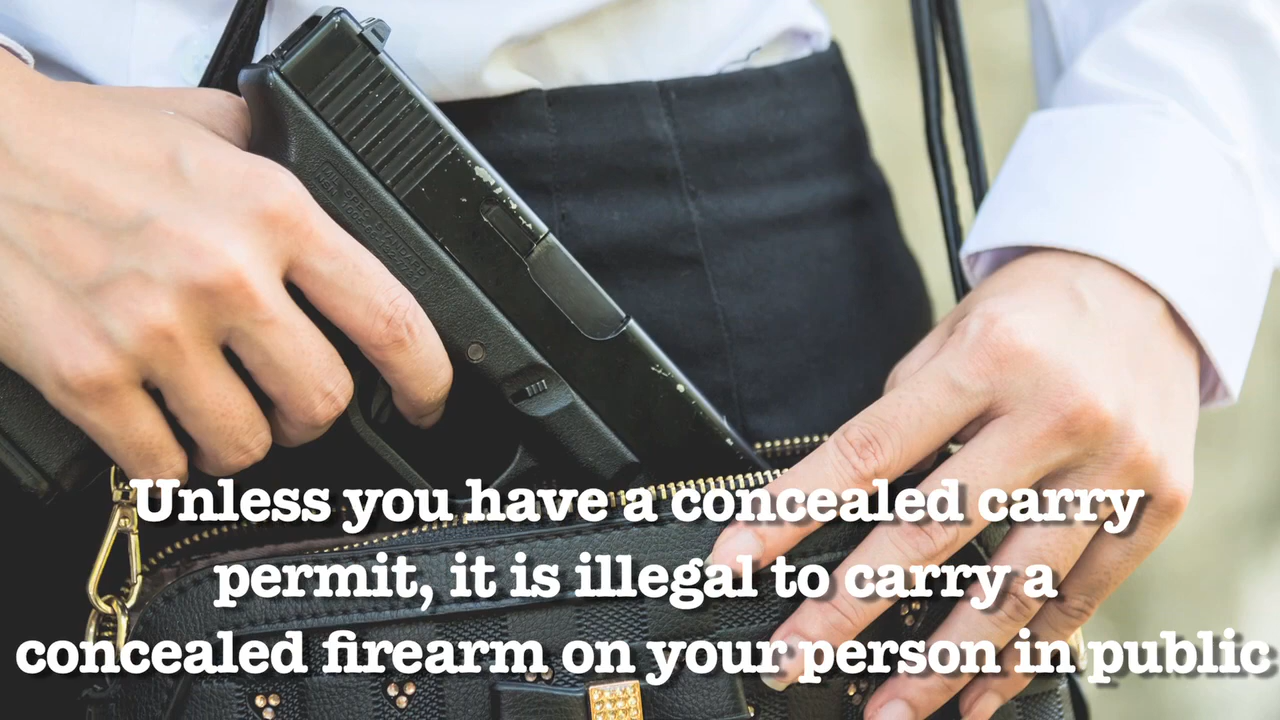 Unless you have a concealed carry
permit, it is illegal to carry a
concealed firearm on your person in public